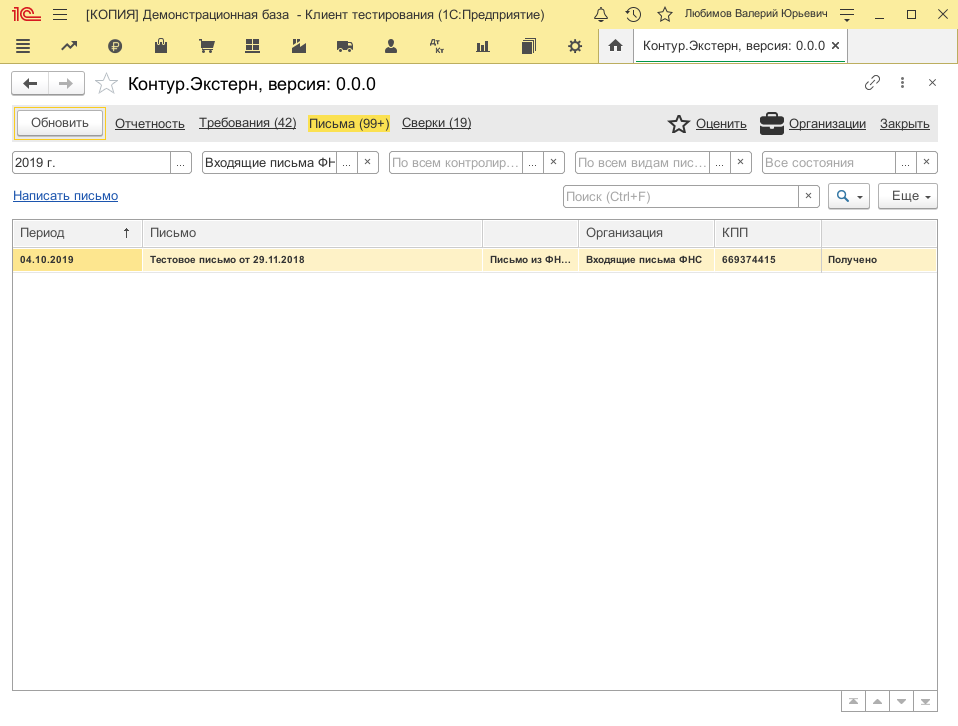 1С [КОПИЯ] Демонстрационная база - Клиент тестирования (1С:Предприятие) Любимов Валерий Юрьевич
Дт Кт Контур.Экстерн, версия: 0.0.0 ×
Контур.Экстерн, версия: 0.0.0
Обновить Отчетность Требования (42) Письма (99+) Сверки (19) Оценить Организации Закрыть
2019 г. ... Входящие письма ФН ... × По всем контролир... ... × По всем видам пис... ... × Все состояния ... ×
Написать письмо Поиск (Ctrl+F) × Еще
Период ↑ Письмо Организация КПП
04.10.2019 Тестовое письмо от 29.11.2018 Письмо из ФН... Входящие письма ФНС 669374415 Получено